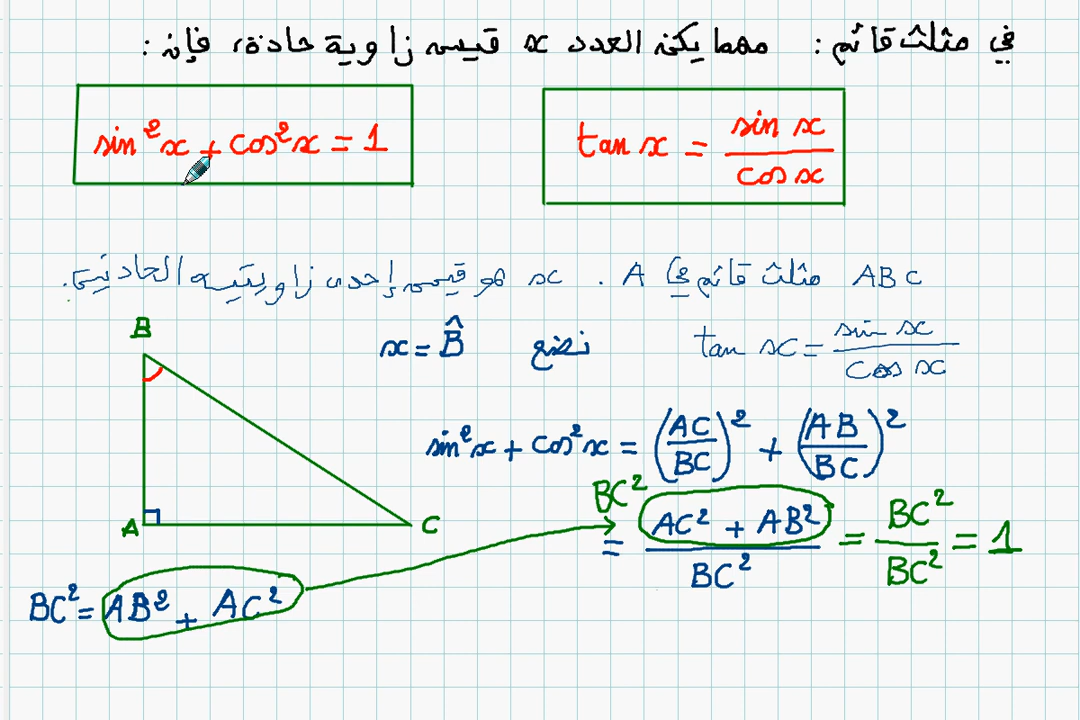 في مثلث قائم : مهما يكن العدد x قيس زاوية حادة، فإن :
sin²x + cos²x = 1
tan x = sin x / cos x
ABC مثلث قائم في A . x هو قيس إحدى زاويتيه الحادتين.
نضع x = B̂
tan x = sin x / cos x
sin²x + cos²x = (AC/BC)² + (AB/BC)²
BC²
= (AC² + AB²) / BC² = BC² / BC² = 1
B
A
C
BC² = AB² + AC²